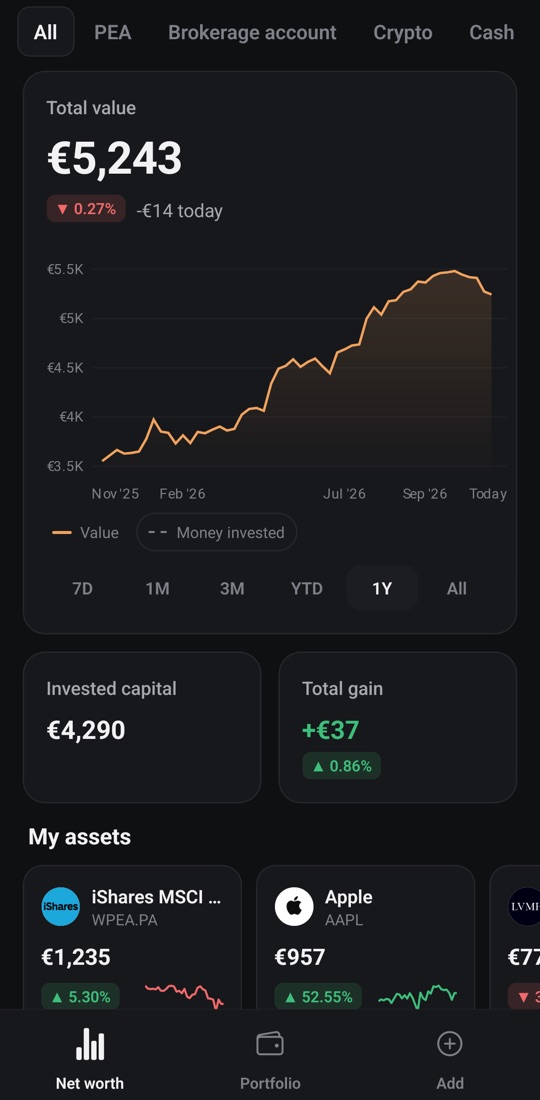 All PEA Brokerage account Crypto Cash
Total value
€5,243
▼ 0.27% -€14 today
€5.5K
€5K
€4.5K
€4K
€3.5K
Nov '25 Feb '26 Jul '26 Sep '26 Today
Value -- Money invested
7D 1M 3M YTD 1Y All
Invested capital
€4,290
Total gain
+€37
▲ 0.86%
My assets
iShares
iShares MSCI ...
WPEA.PA
€1,235
▲ 5.30%
Apple
AAPL
€957
▲ 52.55%
LVMH
€77
▼ 3
Net worth Portfolio Add